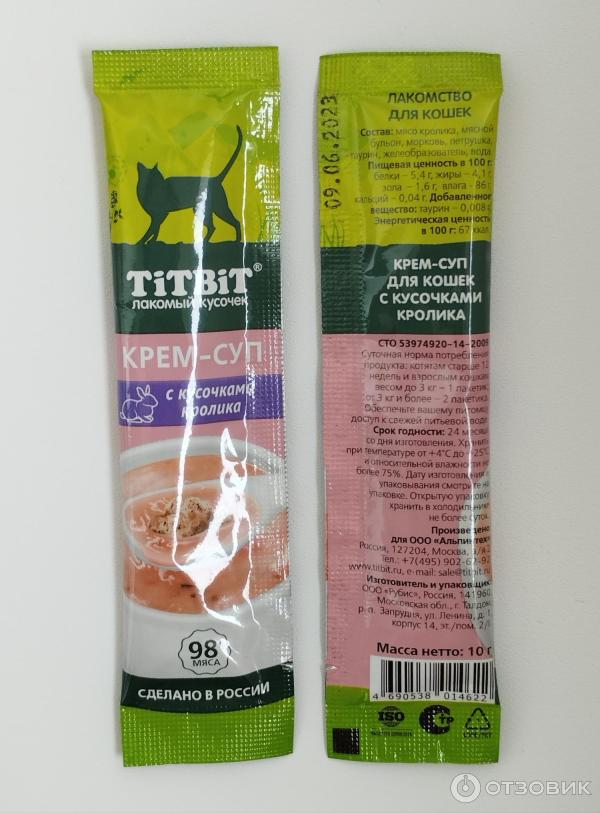 TiTBiT®
лакомый кусочек
КРЕМ-СУП
с кусочками
кролика
98%
МЯСА
СДЕЛАНО В РОССИИ
09.06.2023
ЛАКОМСТВО
ДЛЯ КОШЕК
Состав: мясо кролика, мясной
бульон, морковь, петрушка,
таурин, желеобразователь, вода.
Пищевая ценность в 100 г:
белки – 5,4 г, жиры – 4,1 г,
зола – 1,6 г, влага - 86 г,
кальций – 0,04 г. Добавленное
вещество: таурин – 0,008 г.
Энергетическая ценность
в 100 г: 67 ккал.
КРЕМ-СУП
ДЛЯ КОШЕК
С КУСОЧКАМИ
КРОЛИКА
СТО 53974920-14-2009
Суточная норма потребления
продукта: котятам старше 12
недель и взрослым кошкам
весом до 3 кг – 1 пакетик,
от 3 кг и более – 2 пакетика.
Обеспечьте вашему питомцу
доступ к свежей питьевой воде.
Срок годности: 24 месяца
со дня изготовления. Хранить
при температуре от +4°С до +25°С
и относительной влажности не
более 75%. Дату изготовления и
упаковывания смотрите на
упаковке. Открытую упаковку
хранить в холодильнике
не более суток.
Произведено
для ООО «Альпинтех»
Россия, 127204, Москва, а/я
Тел.: +7(495) 902-62-
www.titbit.ru, e-mail: sale@titbit.ru
Изготовитель и упаковщик:
ООО «Рубис», Россия, 141960,
Московская обл., г. Талдом,
р. п. Запрудня, ул. Ленина, д. 1,
корпус 14, эт./пом. 2/
Масса нетто: 10 г
4 690538 014622
ISO
ТР
C/PE/PET
ОТЗОВИК